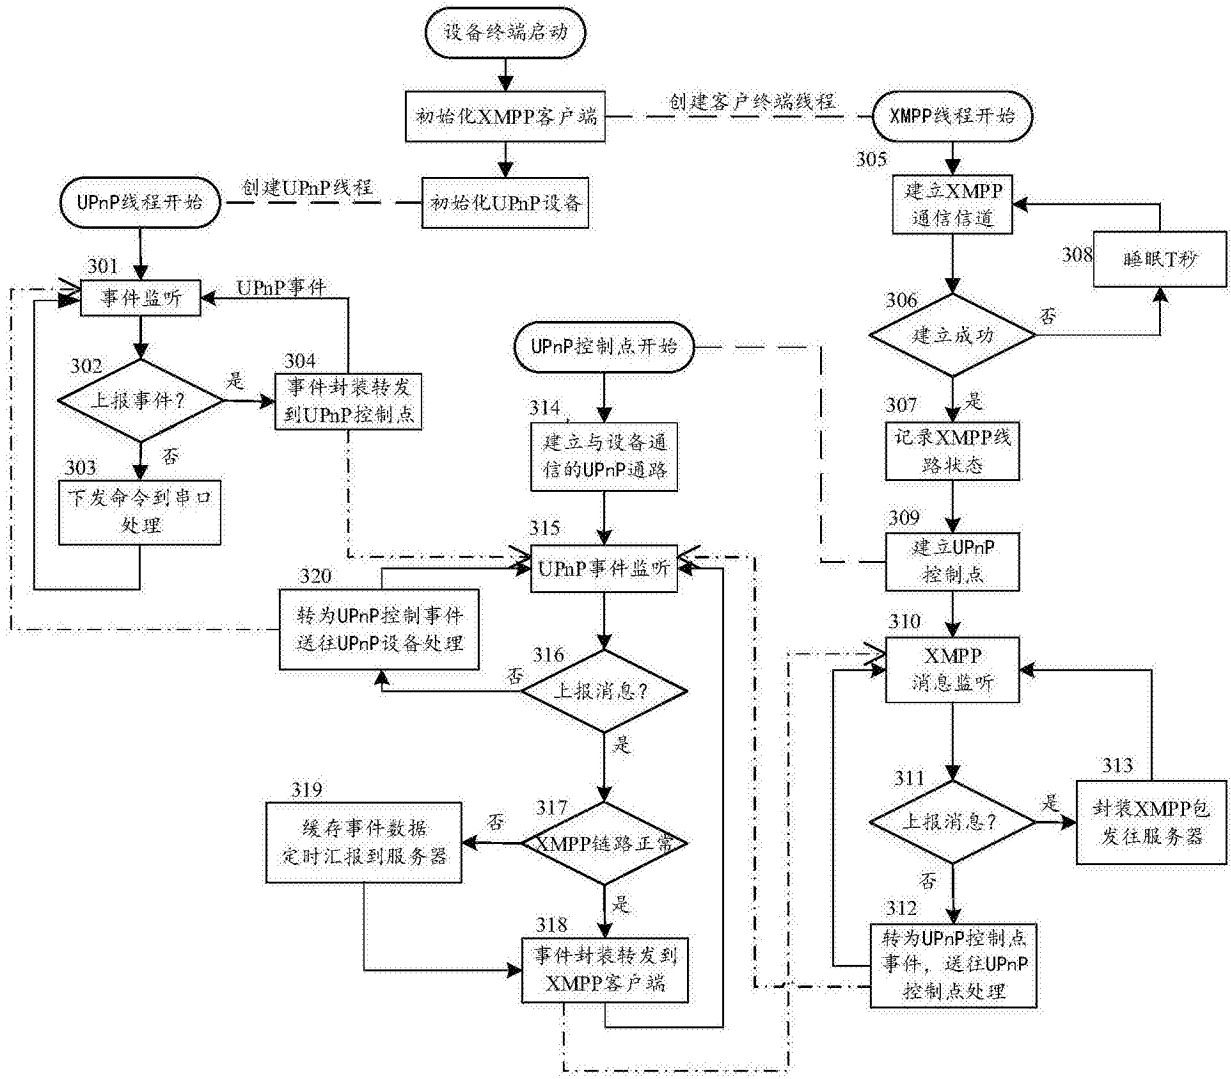 设备终端启动
初始化XMPP客户端
创建客户终端线程
XMPP线程开始
初始化UPnP设备
创建UPnP线程
UPnP线程开始
301
事件监听
UPnP事件
302
上报事件?
是
304
事件封装转发
到UPnP控制点
否
303
下发命令到串口
处理
305
建立XMPP
通信信道
306
建立成功
否
308
睡眠T秒
是
307
记录XMPP线
路状态
309
建立UPnP
控制点
310
XMPP
消息监听
311
上报消息?
是
313
封装XMPP包
发往服务器
否
312
转为UPnP控制点
事件，送往UPnP
控制点处理
UPnP控制点开始
314
建立与设备通
信的UPnP通路
315
UPnP事件监听
316
上报消息?
否
320
转为UPnP控制事件
送往UPnP设备处理
是
317
XMPP链路正常
否
319
缓存事件数据
定时汇报到服务器
是
318
事件封装转发到
XMPP客户端